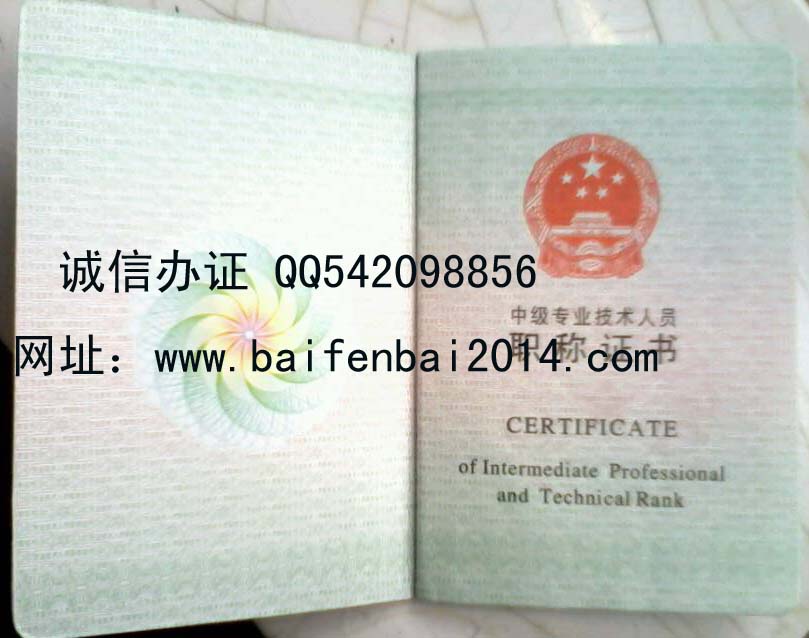 诚信办证 QQ542098856
中级专业技术人员
网址：www.baifenbai2014.com
职称证书
CERTIFICATE
of Intermediate Professional
and Technical Rank